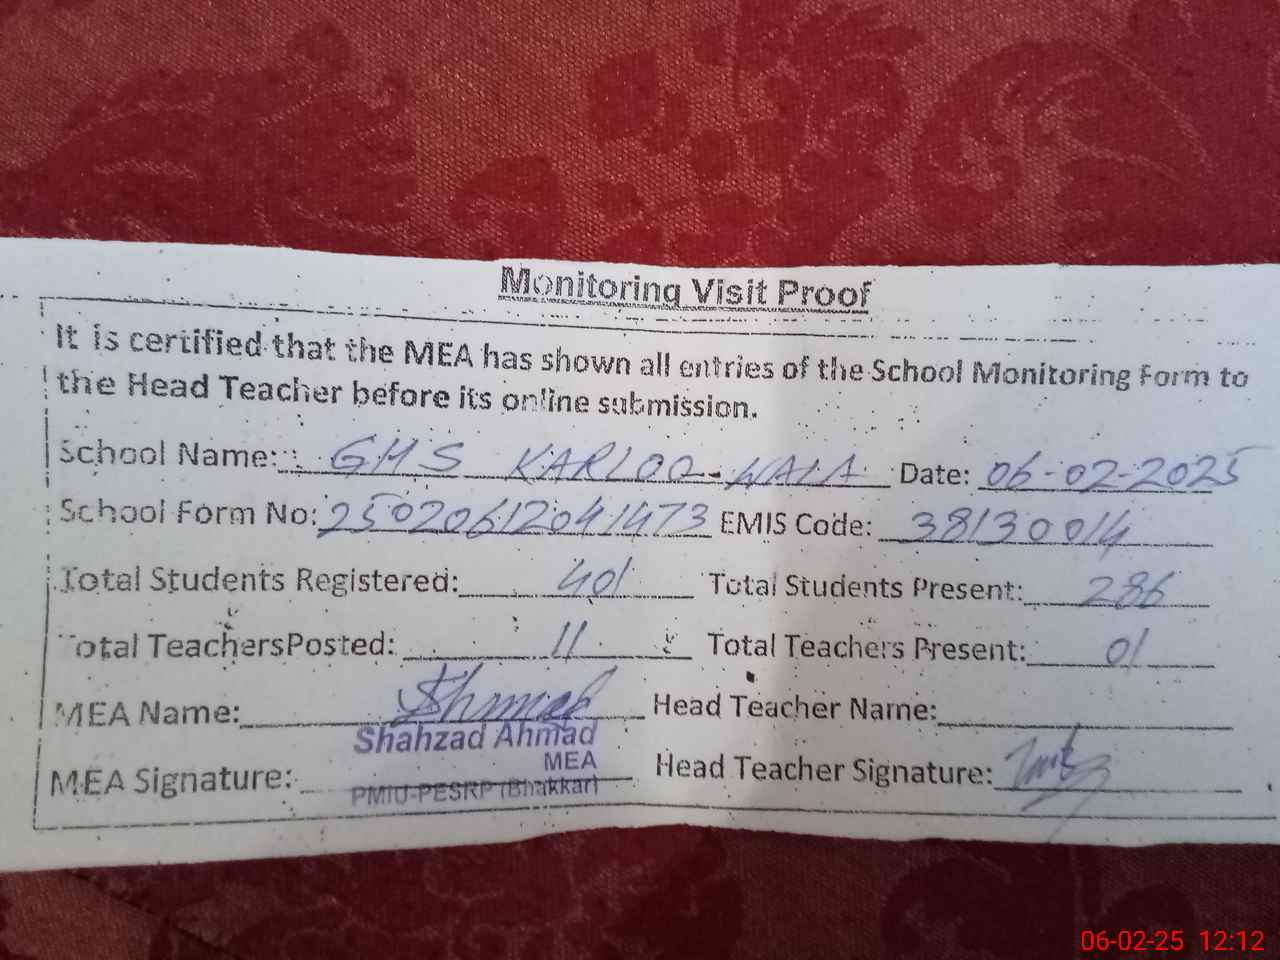 Monitoring Visit Proof
It is certified that the MEA has shown all entries of the School Monitoring Form to
the Head Teacher before its online submission.
School Name: GHS KARLOO WALA Date: 06-02-2025
School Form No: 25020612041473 EMIS Code: 38130014
Total Students Registered: 401 Total Students Present: 286
Total TeachersPosted: 11 Total Teachers Present: 01
MEA Name: Head Teacher Name:
Shahzad Ahmad
MEA
MEA Signature: PMIU-PESRP (Bhakkar) Head Teacher Signature:
06-02-25 12:12